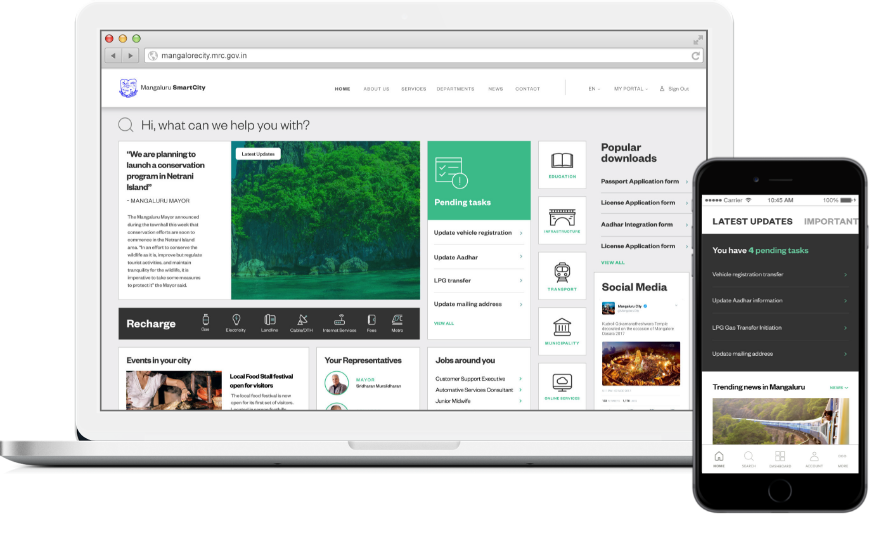 mangalorecity.mrc.gov.in
Mangaluru SmartCity
HOME ABOUT US SERVICES DEPARTMENTS NEWS CONTACT EN MY PORTAL Sign Out
Hi, what can we help you with?
"We are planning to
launch a conservation
program in Netrani
Island"
- MANGALURU MAYOR
The Mangaluru Mayor announced
during the townhall this week that
conservation efforts are soon to
commence in the Netrani Island
area. "In an effort to conserve the
wildlife as it is, improve but regulate
tourist activities, and maintain
tranquility for the wildlife, it is
imperative to take some measures
to protect it" the Mayor said.
Latest Updates
Pending tasks
Update vehicle registration
Update Aadhar
LPG transfer
Update mailing address
VIEW ALL
EDUCATION
INFRASTRUCTURE
TRANSPORT
MUNICIPALITY
ONLINE SERVICES
Popular
downloads
Passport Application form
License Application form
Aadhar Integration form
License Application form
VIEW ALL
Social Media
Mangaluru City
Recharge
Gas Electricity Landline Cable/DTH Internet Services Fees Metro
Events in your city
Local Food Stall festival
open for visitors
The local food festival is now
open for its first set of visitors.
Your Representatives
MAYOR
Sridharan Muralidharan
Jobs around you
Customer Support Executive
Automotive Services Consultant
Junior Midwife
Carrier 10:45 AM 100%
LATEST UPDATES IMPORTANT
You have 4 pending tasks
Vehicle registration transfer
Update Aadhar information
LPG Gas Transfer Initiation
Update mailing address
Trending news in Mangaluru
MORE
HOME SEARCH DASHBOARD ACCOUNT MORE